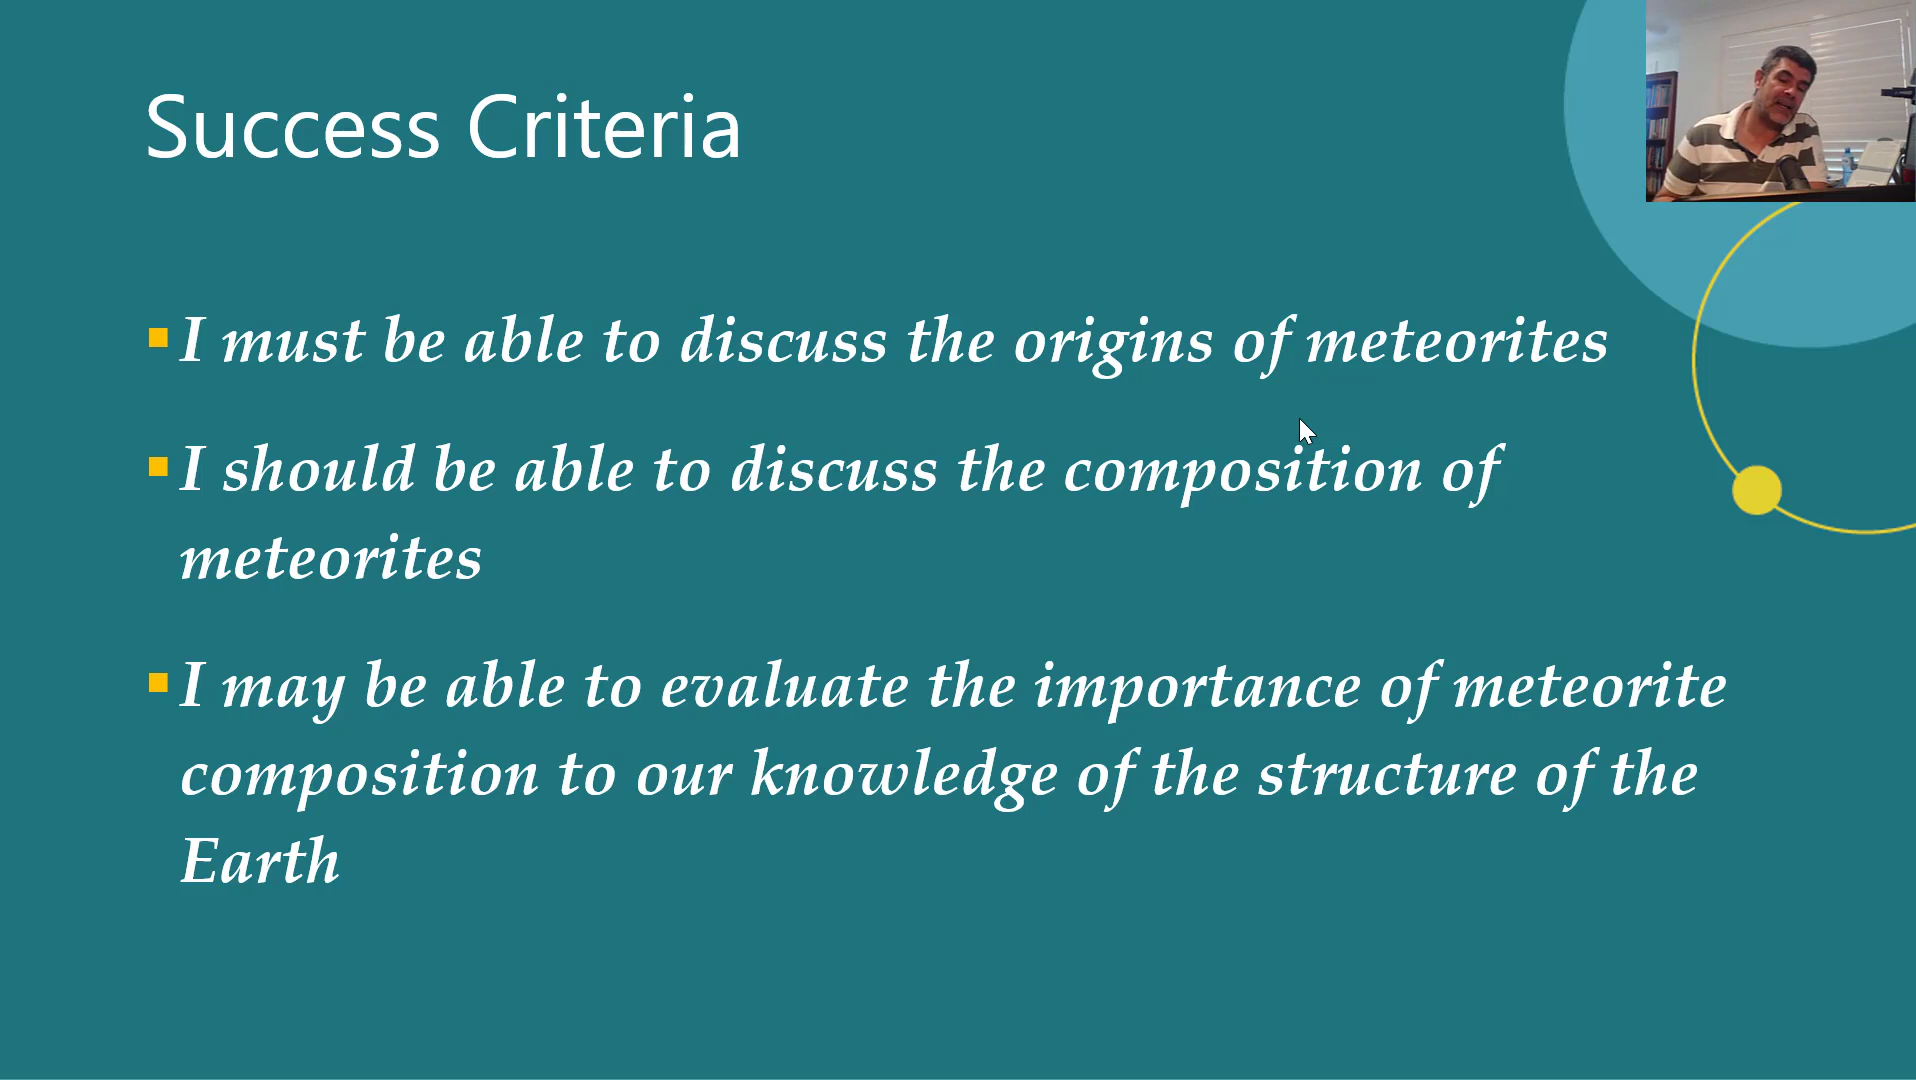 Success Criteria
I must be able to discuss the origins of meteorites
I should be able to discuss the composition of
meteorites
I may be able to evaluate the importance of meteorite
composition to our knowledge of the structure of the
Earth